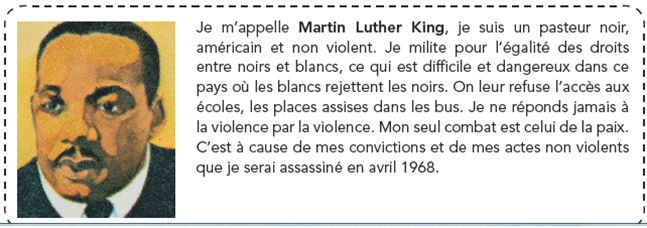 Je m’appelle Martin Luther King, je suis un pasteur noir,
américain et non violent. Je milite pour l’égalité des droits
entre noirs et blancs, ce qui est difficile et dangereux dans ce
pays où les blancs rejettent les noirs. On leur refuse l’accès aux
écoles, les places assises dans les bus. Je ne réponds jamais à
la violence par la violence. Mon seul combat est celui de la paix.
C’est à cause de mes convictions et de mes actes non violents
que je serai assassiné en avril 1968.